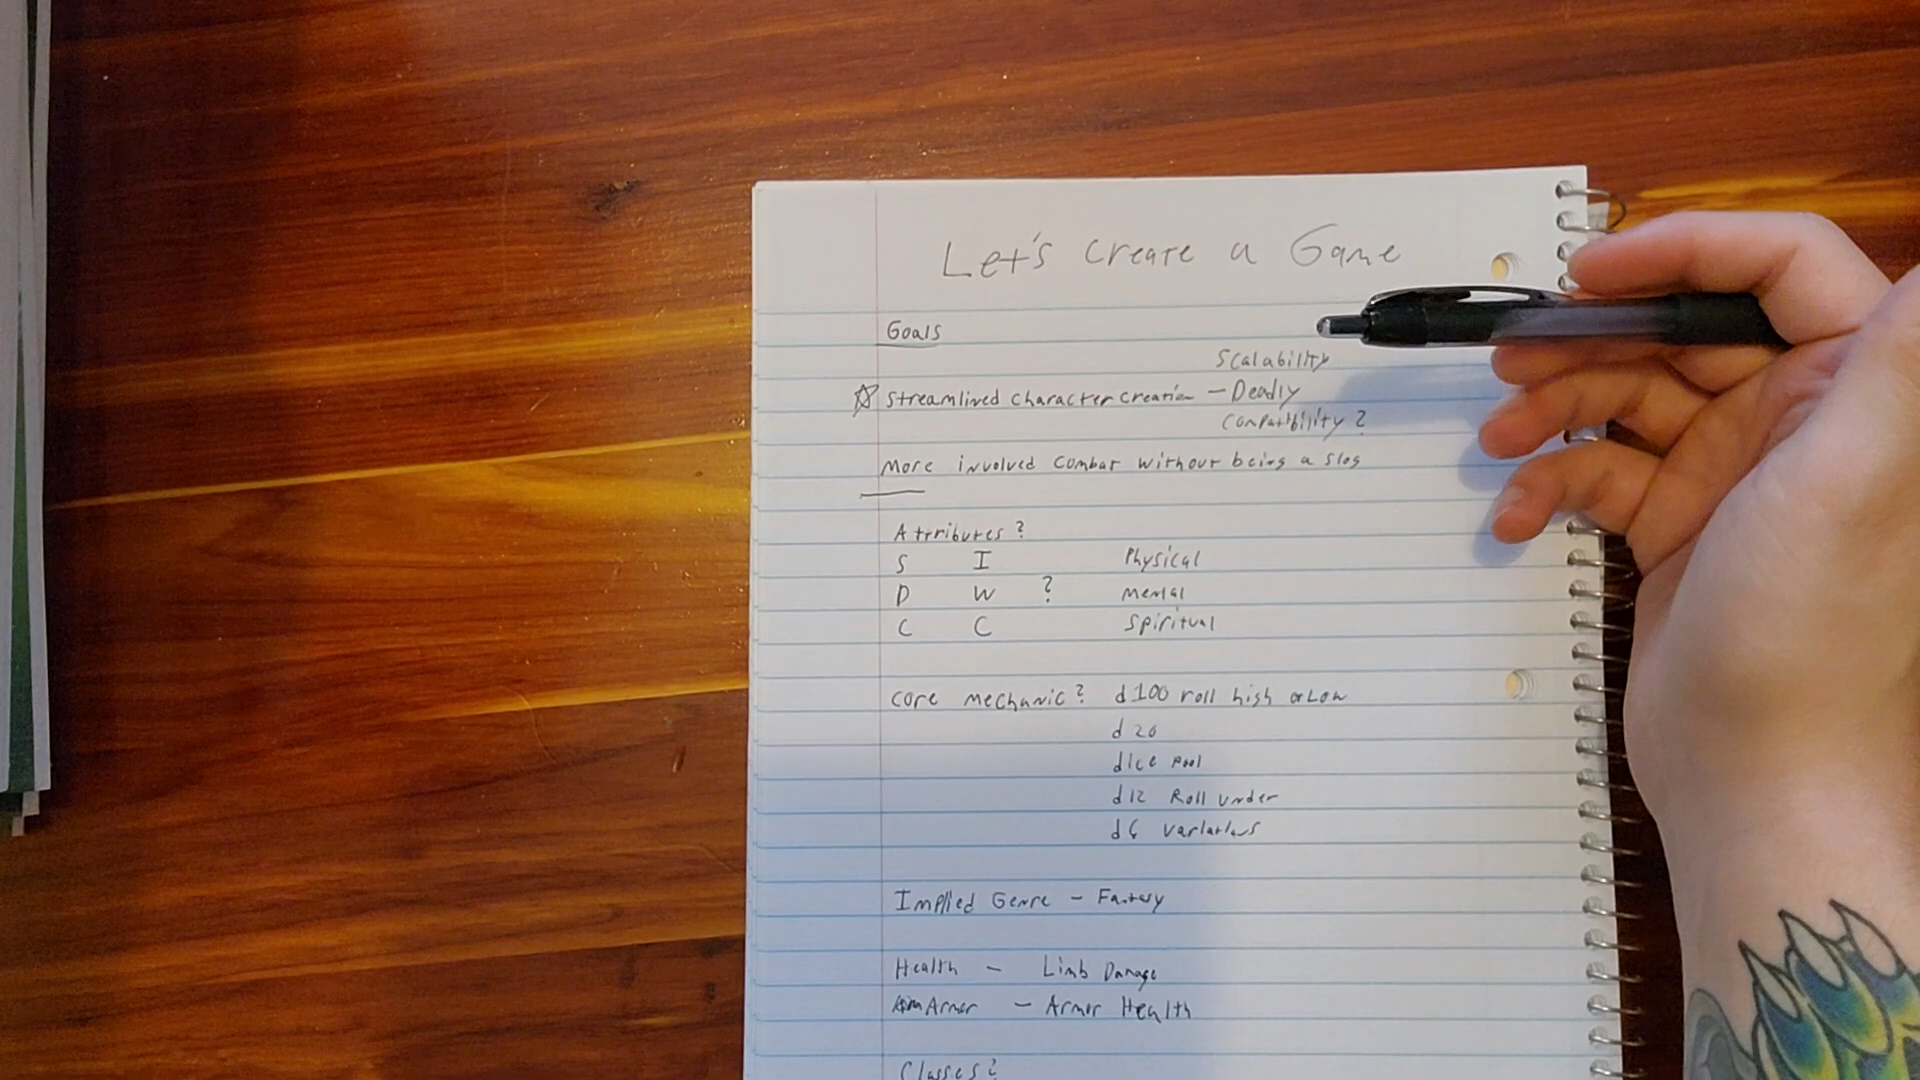 Let's Create a Game
Goals
Scalability
☆ Streamlined Character Creation - Deadly
Compatibility?
More involved Combat without being a slog
Attributes?
S I Physical
D W ? Mental
C C Spiritual
Core Mechanic? d100 roll high or Low
d20
dice pool
d12 Roll under
d6 variations
Implied Genre - Fantasy
Health - Limb Damage
Armor - Armor Health
Classes?